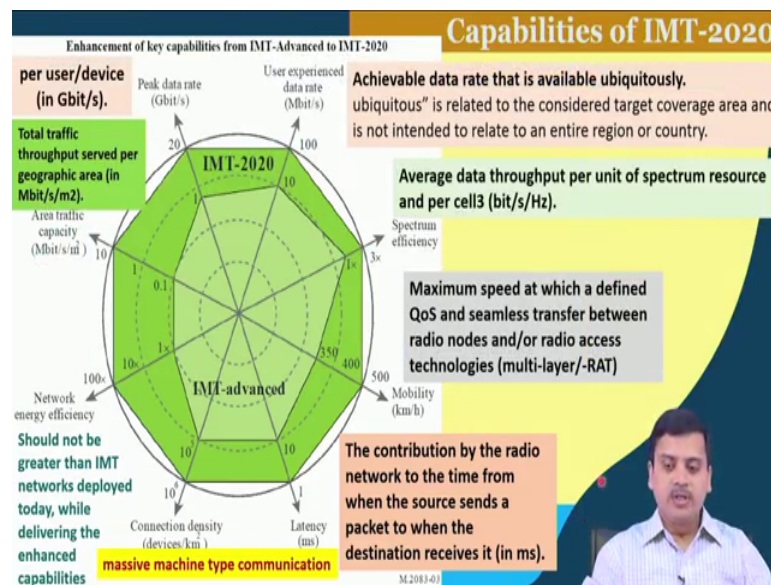 Capabilities of IMT-2020
Enhancement of key capabilities from IMT-Advanced to IMT-2020
per user/device
(in Gbit/s).
Peak data rate
(Gbit/s)
User experienced
data rate
(Mbit/s)
Achievable data rate that is available ubiquitously.
ubiquitous” is related to the considered target coverage area and
is not intended to relate to an entire region or country.
Total traffic
throughput served per
geographic area (in
Mbit/s/m2).
20
100
IMT-2020
1
10
Average data throughput per unit of spectrum resource
and per cell3 (bit/s/Hz).
Area traffic
capacity
(Mbit/s/m²)
Spectrum
efficiency
10
1
0.1
1×
3×
Maximum speed at which a defined
QoS and seamless transfer between
radio nodes and/or radio access
technologies (multi-layer/-RAT)
100×
10×
1×
350
400
500
IMT-advanced
Network
energy efficiency
Mobility
(km/h)
Should not be
greater than IMT
networks deployed
today, while
delivering the
enhanced
capabilities
10⁵
10
10⁶
1
Connection density
(devices/km²)
Latency
(ms)
The contribution by the radio
network to the time from
when the source sends a
packet to when the
destination receives it (in ms).
massive machine type communication
M.2083-03